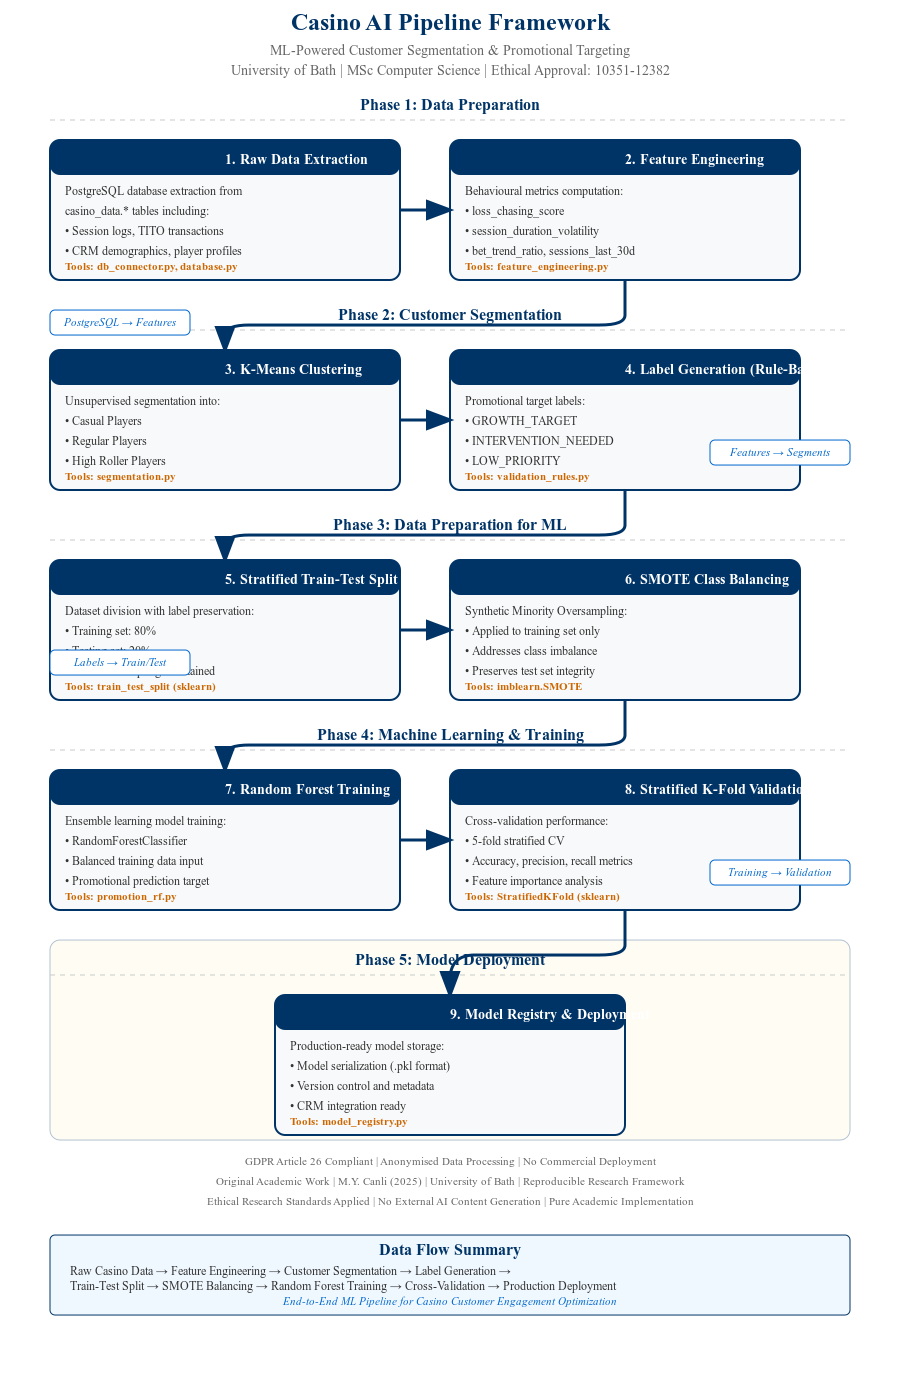 Casino AI Pipeline Framework
ML-Powered Customer Segmentation & Promotional Targeting
University of Bath | MSc Computer Science | Ethical Approval: 10351-12382
Phase 1: Data Preparation
1. Raw Data Extraction
PostgreSQL database extraction from
casino_data.* tables including:
• Session logs, TITO transactions
• CRM demographics, player profiles
Tools: db_connector.py, database.py
2. Feature Engineering
Behavioural metrics computation:
• loss_chasing_score
• session_duration_volatility
• bet_trend_ratio, sessions_last_30d
Tools: feature_engineering.py
PostgreSQL → Features
Phase 2: Customer Segmentation
3. K-Means Clustering
Unsupervised segmentation into:
• Casual Players
• Regular Players
• High Roller Players
Tools: segmentation.py
4. Label Generation (Rule-Ba
Promotional target labels:
• GROWTH_TARGET
• INTERVENTION_NEEDED
• LOW_PRIORITY
Tools: validation_rules.py
Features → Segments
Phase 3: Data Preparation for ML
5. Stratified Train-Test Split
Dataset division with label preservation:
• Training set: 80%
Labels → Train/Test
Tools: train_test_split (sklearn)
6. SMOTE Class Balancing
Synthetic Minority Oversampling:
• Applied to training set only
• Addresses class imbalance
• Preserves test set integrity
Tools: imblearn.SMOTE
Phase 4: Machine Learning & Training
7. Random Forest Training
Ensemble learning model training:
• RandomForestClassifier
• Balanced training data input
• Promotional prediction target
Tools: promotion_rf.py
8. Stratified K-Fold Validatio
Cross-validation performance:
• 5-fold stratified CV
• Accuracy, precision, recall metrics
• Feature importance analysis
Tools: StratifiedKFold (sklearn)
Training → Validation
Phase 5: Model Deployment
9. Model Registry & Deploym
Production-ready model storage:
• Model serialization (.pkl format)
• Version control and metadata
• CRM integration ready
Tools: model_registry.py
GDPR Article 26 Compliant | Anonymised Data Processing | No Commercial Deployment
Original Academic Work | M.Y. Canli (2025) | University of Bath | Reproducible Research Framework
Ethical Research Standards Applied | No External AI Content Generation | Pure Academic Implementation
Data Flow Summary
Raw Casino Data → Feature Engineering → Customer Segmentation → Label Generation →
Train-Test Split → SMOTE Balancing → Random Forest Training → Cross-Validation → Production Deployment
End-to-End ML Pipeline for Casino Customer Engagement Optimization